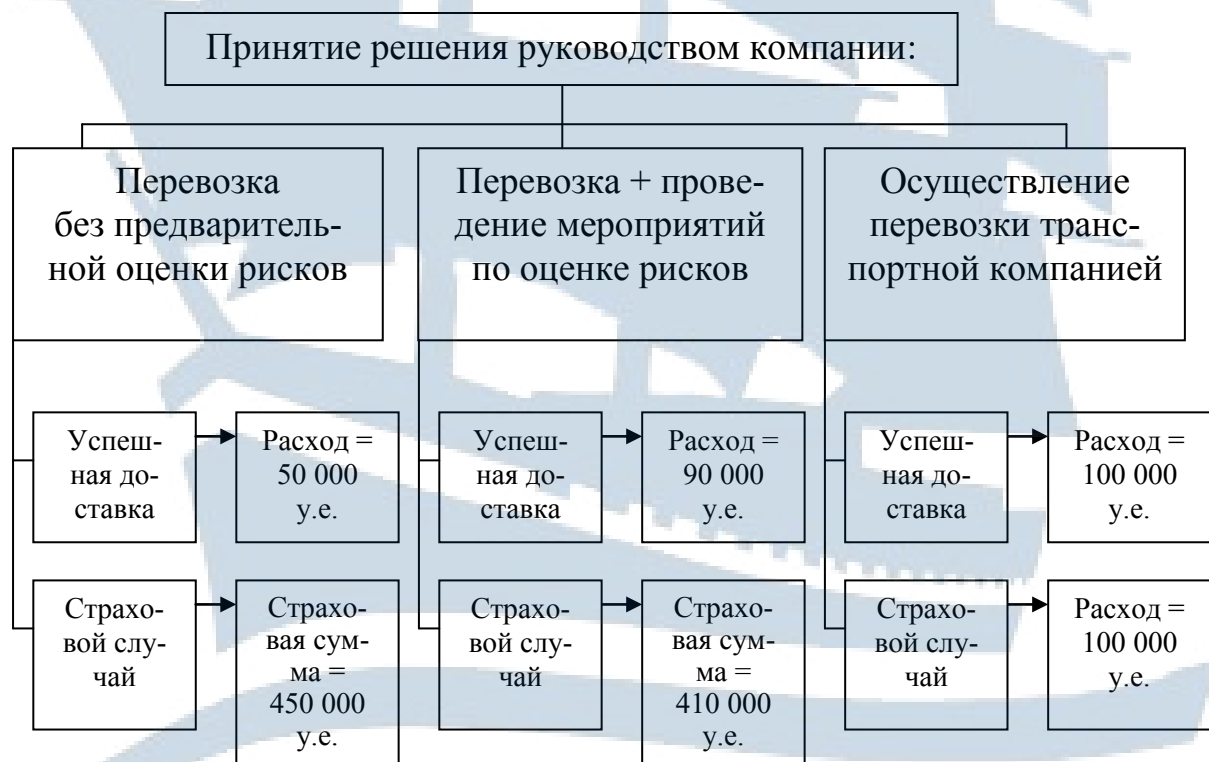 Принятие решения руководством компании:
Перевозка
без предваритель-
ной оценки рисков
Перевозка + прове-
дение мероприятий
по оценке рисков
Осуществление
перевозки транс-
портной компанией
Успеш-
ная до-
ставка
Расход =
50 000
у.е.
Успеш-
ная до-
ставка
Расход =
90 000
у.е.
Успеш-
ная до-
ставка
Расход =
100 000
у.е.
Страхо-
вой слу-
чай
Страхо-
вая сум-
ма =
450 000
у.е.
Страхо-
вой слу-
чай
Страхо-
вая сум-
ма =
410 000
у.е.
Страхо-
вой слу-
чай
Расход =
100 000
у.е.